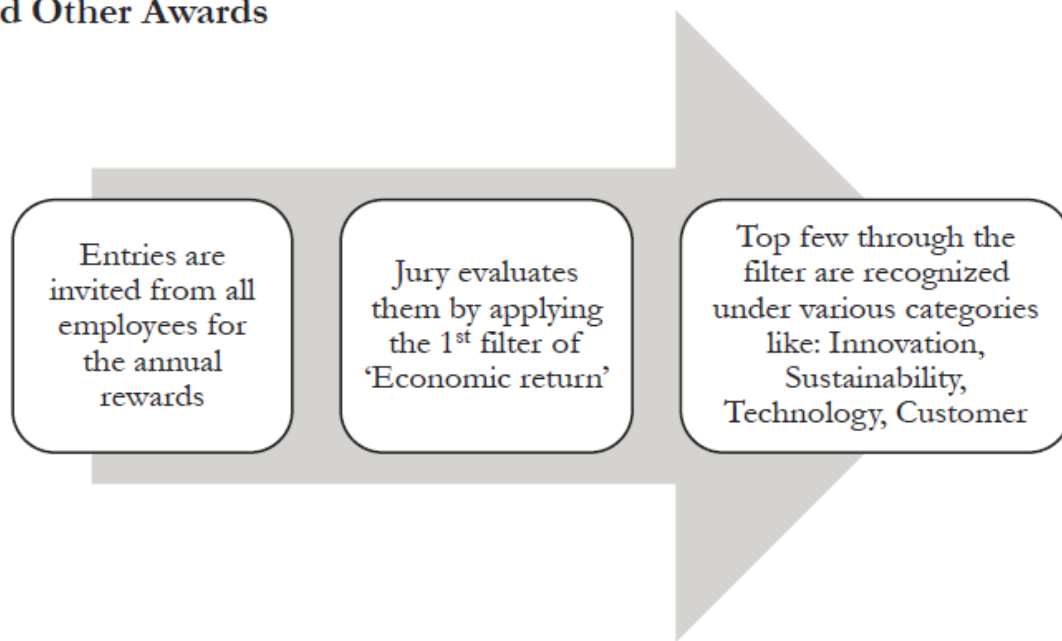 d Other Awards
Entries are
invited from all
employees for
the annual
rewards
Jury evaluates
them by applying
the 1st filter of
‘Economic return’
Top few through the
filter are recognized
under various categories
like: Innovation,
Sustainability,
Technology, Customer